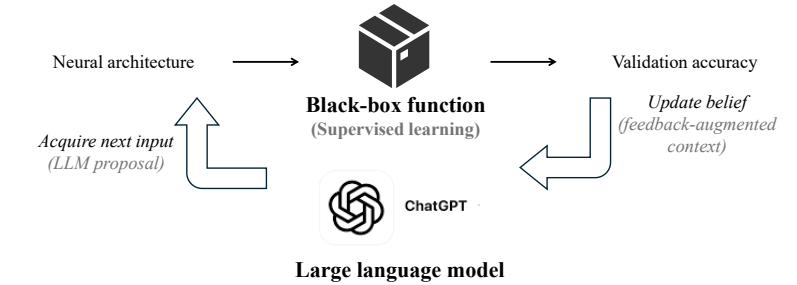 Neural architecture
Validation accuracy
Black-box function
(Supervised learning)
Update belief
(feedback-augmented
context)
Acquire next input
(LLM proposal)
ChatGPT
Large language model